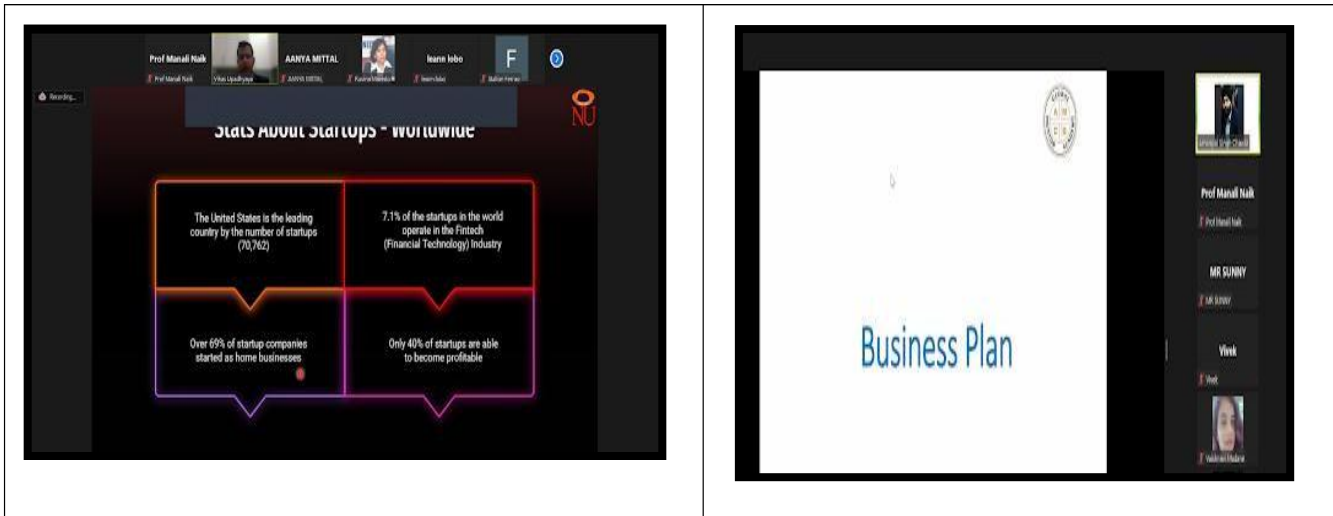 Prof Manali Naik
AANYA MITTAL
leann lobo
F
Prof Manali Naik
Vikas Upadhyaya
AANYA MITTAL
leann lobo
Recording...
NU
Stats About Startups - Worldwide
The United States is the leading
country by the number of startups
(70,762)
7.1% of the startups in the world
operate in the Fintech
(Financial Technology) Industry
Over 69% of startup companies
started as home businesses
Only 40% of startups are able
to become profitable
Business Plan
Prof Manali Naik
Prof Manali Naik
MR SUNNY
MR SUNNY
Vivek
Vivek